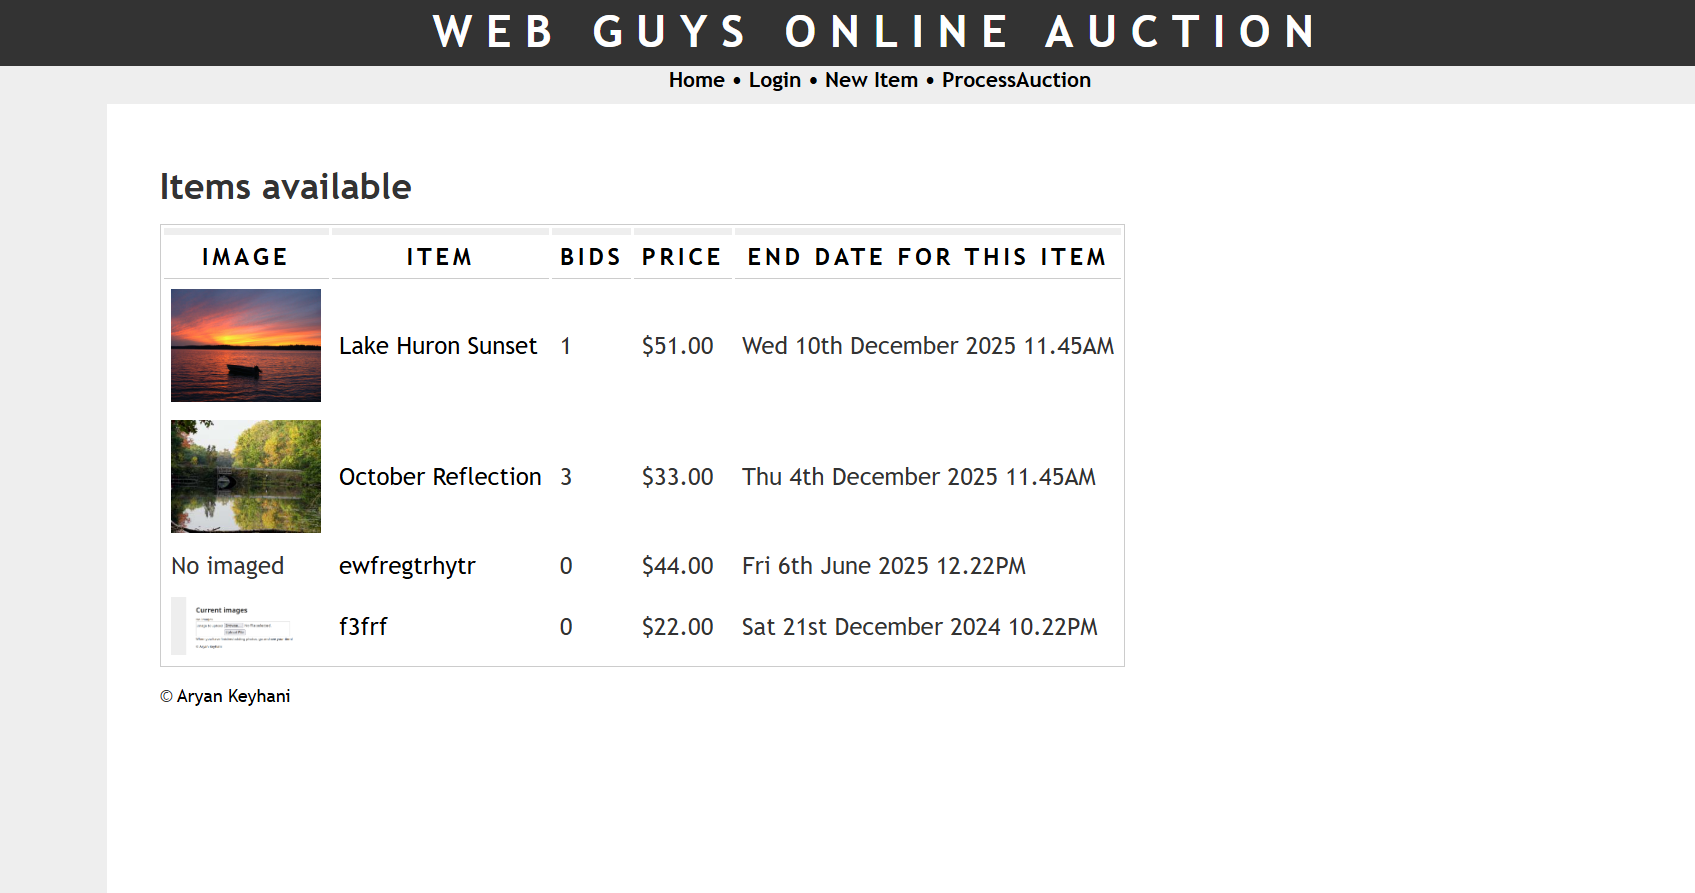 WEB GUYS ONLINE AUCTION
Home • Login • New Item • ProcessAuction
Items available
IMAGE ITEM BIDS PRICE END DATE FOR THIS ITEM
Lake Huron Sunset 1 $51.00 Wed 10th December 2025 11.45AM
October Reflection 3 $33.00 Thu 4th December 2025 11.45AM
No imaged ewfregtrhytr 0 $44.00 Fri 6th June 2025 12.22PM
Current images
f3frf 0 $22.00 Sat 21st December 2024 10.22PM
© Aryan Keyhani